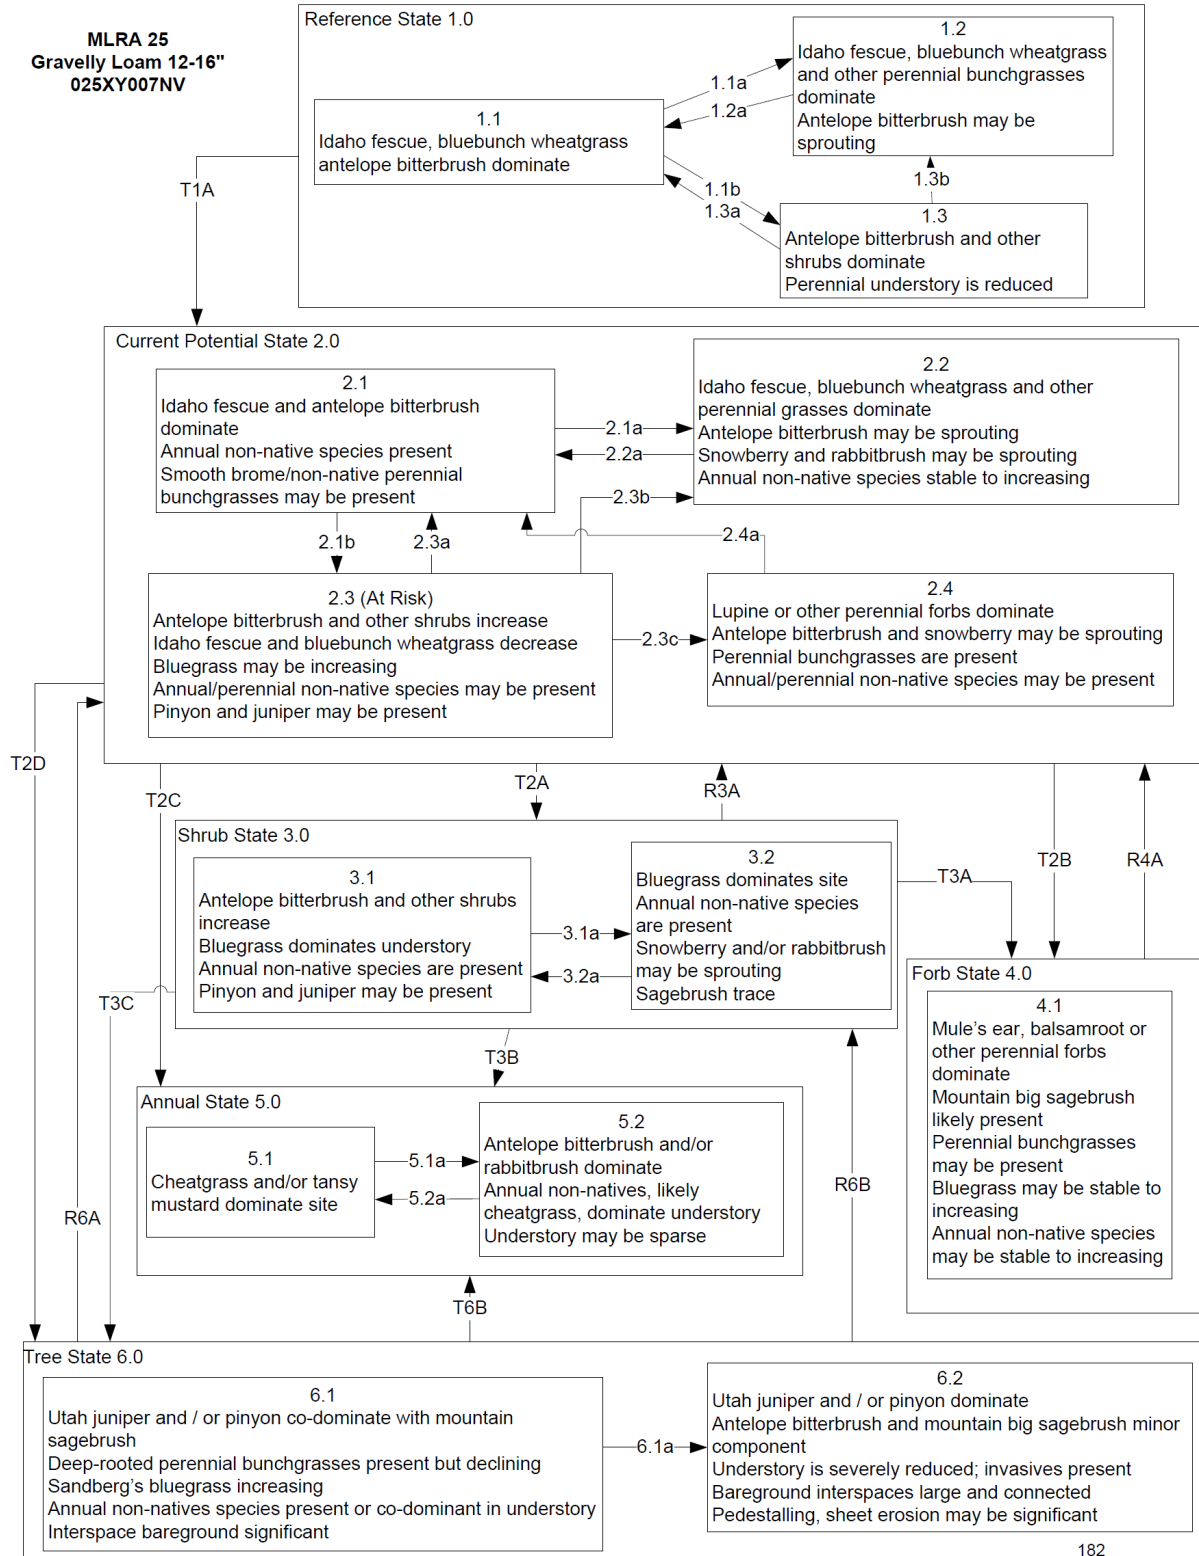 MLRA 25
Gravelly Loam 12-16"
025XY007NV
Reference State 1.0
1.1
Idaho fescue, bluebunch wheatgrass
antelope bitterbrush dominate
1.1a
1.2a
1.2
Idaho fescue, bluebunch wheatgrass
and other perennial bunchgrasses
dominate
Antelope bitterbrush may be
sprouting
1.1b
1.3a
1.3b
1.3
Antelope bitterbrush and other
shrubs dominate
Perennial understory is reduced
T1A
Current Potential State 2.0
2.1
Idaho fescue and antelope bitterbrush
dominate
Annual non-native species present
Smooth brome/non-native perennial
bunchgrasses may be present
2.1a
2.2a
2.2
Idaho fescue, bluebunch wheatgrass and other
perennial grasses dominate
Antelope bitterbrush may be sprouting
Snowberry and rabbitbrush may be sprouting
Annual non-native species stable to increasing
2.3b
2.1b
2.3a
2.4a
2.3 (At Risk)
Antelope bitterbrush and other shrubs increase
Idaho fescue and bluebunch wheatgrass decrease
Bluegrass may be increasing
Annual/perennial non-native species may be present
Pinyon and juniper may be present
2.3c
2.4
Lupine or other perennial forbs dominate
Antelope bitterbrush and snowberry may be sprouting
Perennial bunchgrasses are present
Annual/perennial non-native species may be present
T2D
T2C
T2A
R3A
T2B
R4A
Shrub State 3.0
3.1
Antelope bitterbrush and other shrubs
increase
Bluegrass dominates understory
Annual non-native species are present
Pinyon and juniper may be present
3.1a
3.2a
3.2
Bluegrass dominates site
Annual non-native species
are present
Snowberry and/or rabbitbrush
may be sprouting
Sagebrush trace
T3A
T3C
T3B
Forb State 4.0
4.1
Mule's ear, balsamroot or
other perennial forbs
dominate
Mountain big sagebrush
likely present
Perennial bunchgrasses
may be present
Bluegrass may be stable to
increasing
Annual non-native species
may be stable to increasing
Annual State 5.0
5.1
Cheatgrass and/or tansy
mustard dominate site
5.1a
5.2a
5.2
Antelope bitterbrush and/or
rabbitbrush dominate
Annual non-natives, likely
cheatgrass, dominate understory
Understory may be sparse
R6A
R6B
T6B
Tree State 6.0
6.1
Utah juniper and / or pinyon co-dominate with mountain
sagebrush
Deep-rooted perennial bunchgrasses present but declining
Sandberg's bluegrass increasing
Annual non-natives species present or co-dominant in understory
Interspace bareground significant
6.1a
6.2
Utah juniper and / or pinyon dominate
Antelope bitterbrush and mountain big sagebrush minor
component
Understory is severely reduced; invasives present
Bareground interspaces large and connected
Pedestalling, sheet erosion may be significant
182